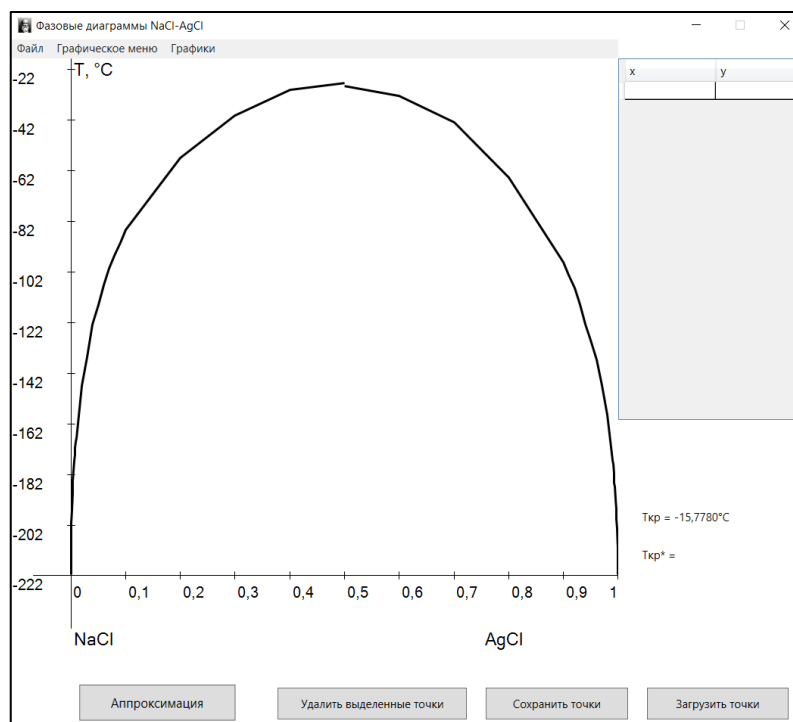 Фазовые диаграммы NaCl-AgCl
Файл Графическое меню Графики
T, °C
x y
-22
-42
-62
-82
-102
-122
-142
-162
-182
-202
-222
0 0,1 0,2 0,3 0,4 0,5 0,6 0,7 0,8 0,9 1
NaCl AgCl
Tкр = -15,7780°C
Tкр* =
Аппроксимация Удалить выделенные точки Сохранить точки Загрузить точки